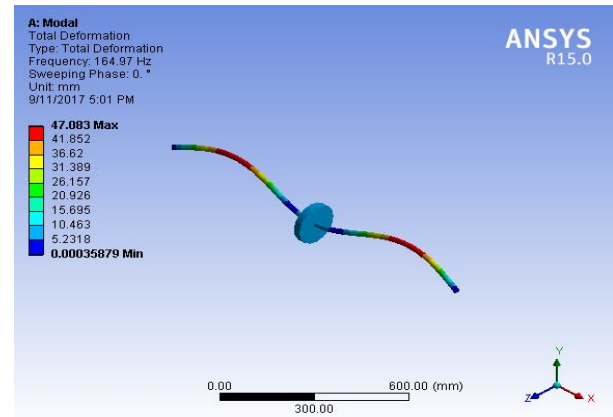 A: Modal
Total Deformation
Type: Total Deformation
Frequency: 164.97 Hz
Sweeping Phase: 0. °
Unit: mm
9/11/2017 5:01 PM
ANSYS
R15.0
47.083 Max
41.852
36.62
31.389
26.157
20.926
15.695
10.463
5.2318
0.00035879 Min
0.00
600.00 (mm)
300.00
Y
Z
X